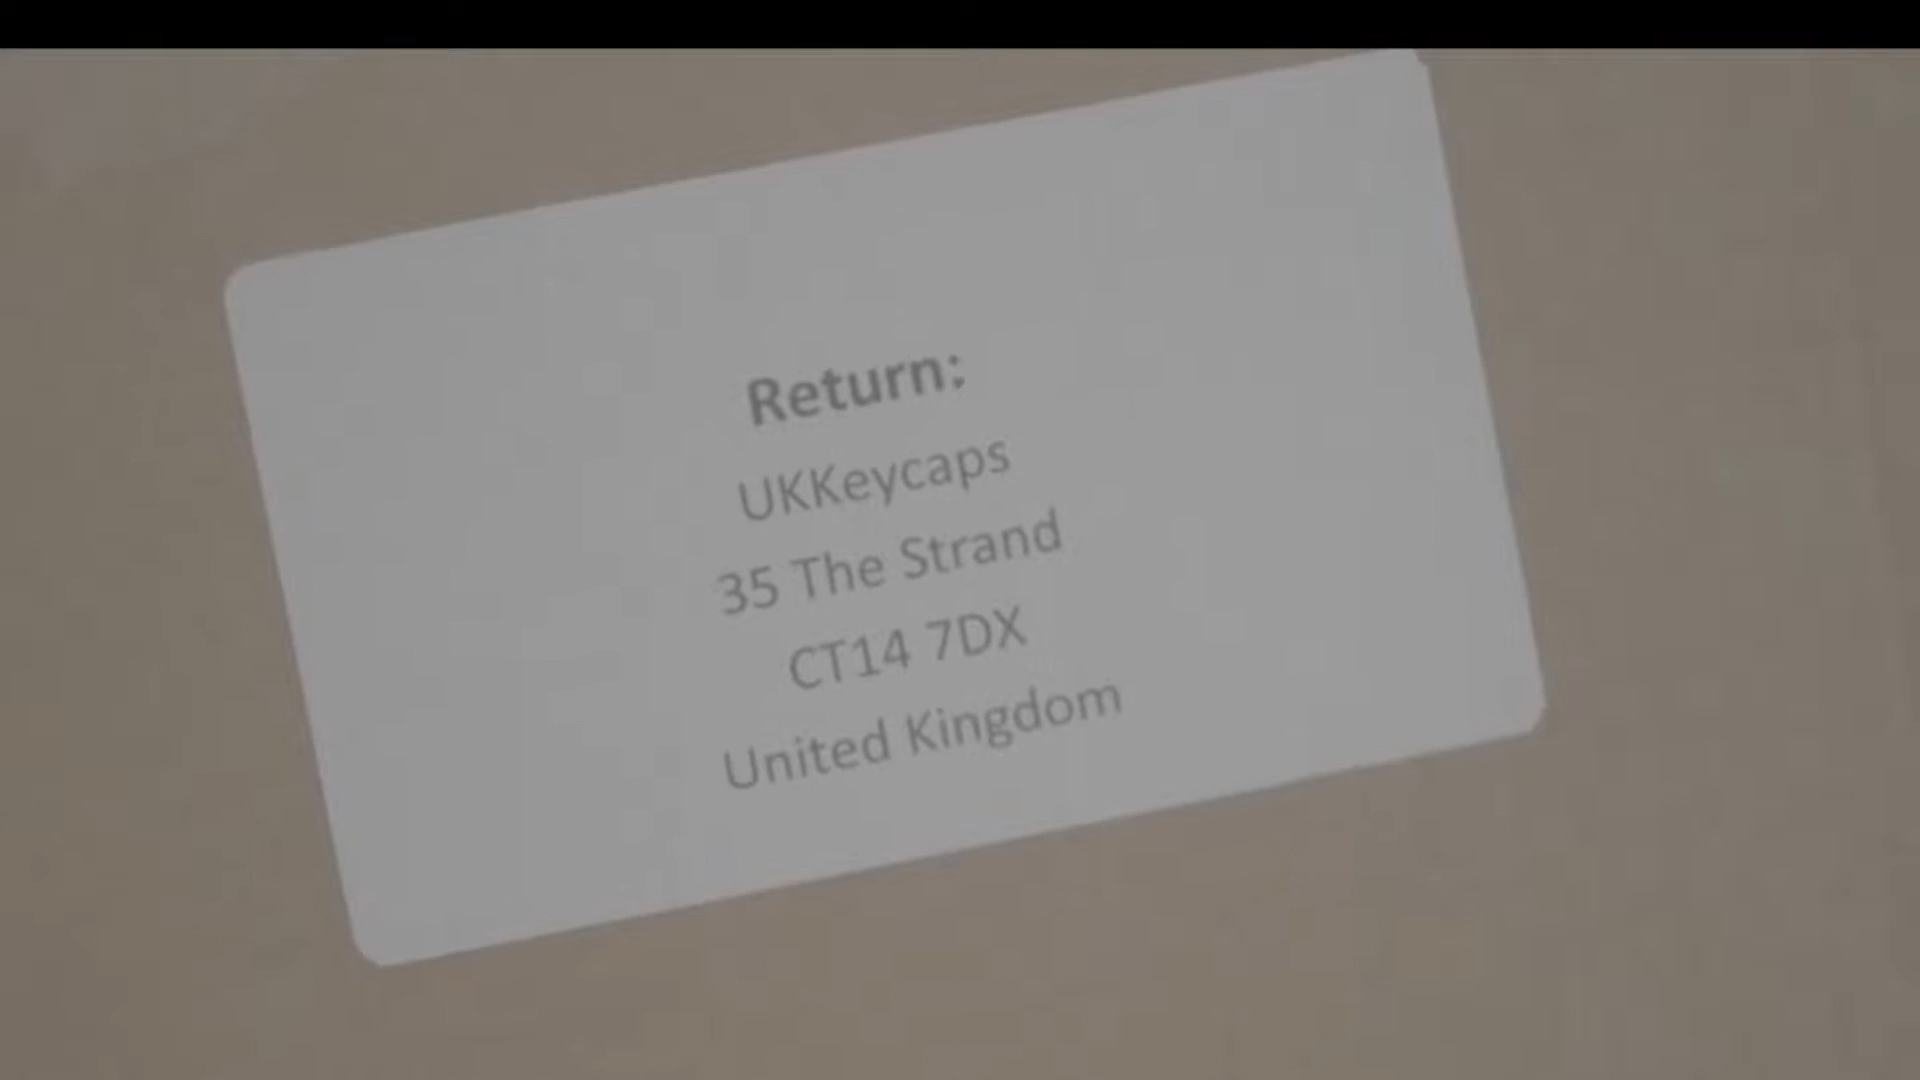 Return:
UKKeycaps
35 The Strand
CT14 7DX
United Kingdom